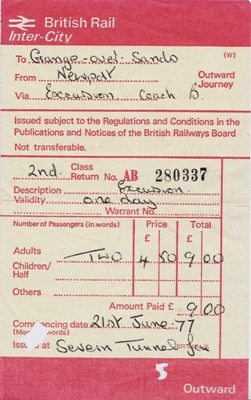 British Rail
Inter-City
(W)
To Grange-over-Sands
From Newport
Outward Journey
Via Excursion Coach B.
Issued subject to the Regulations and Conditions in the
Publications and Notices of the British Railways Board
Not transferable.
2nd. Class Return No. AB 280337
Description Excursion
Validity one day
Warrant No.
Number of Passengers (in words) Price Total
£ £
Adults TWO 4 50 9 00
Children/
Half
Others
Amount Paid £ 9.00
Commencing date 21st June 77
(Month in words)
Issued at Severn Tunnel Jcn
5
Outward